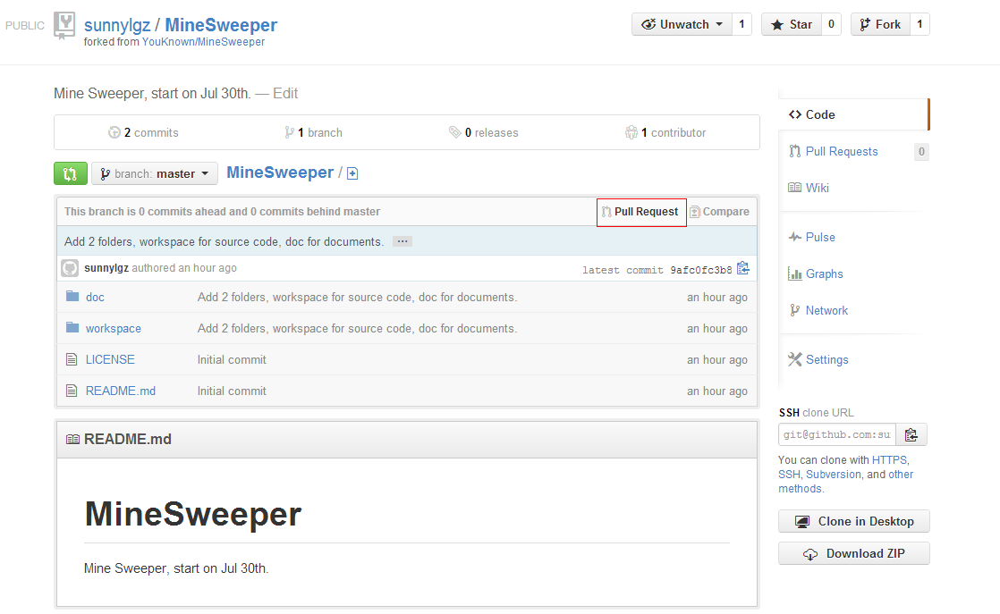 PUBLIC sunnylgz / MineSweeper
forked from YouKnown/MineSweeper
Unwatch 1 Star 0 Fork 1
Mine Sweeper, start on Jul 30th. — Edit
2 commits 1 branch 0 releases 1 contributor
branch: master MineSweeper /
This branch is 0 commits ahead and 0 commits behind master Pull Request Compare
Add 2 folders, workspace for source code, doc for documents. ...
sunnylgz authored an hour ago latest commit 9afc0fc3b8
doc Add 2 folders, workspace for source code, doc for documents. an hour ago
workspace Add 2 folders, workspace for source code, doc for documents. an hour ago
LICENSE Initial commit an hour ago
README.md Initial commit an hour ago
README.md
MineSweeper
Mine Sweeper, start on Jul 30th.
Code
Pull Requests 0
Wiki
Pulse
Graphs
Network
Settings
SSH clone URL
git@github.com:su
You can clone with HTTPS,
SSH, Subversion, and other
methods.
Clone in Desktop
Download ZIP